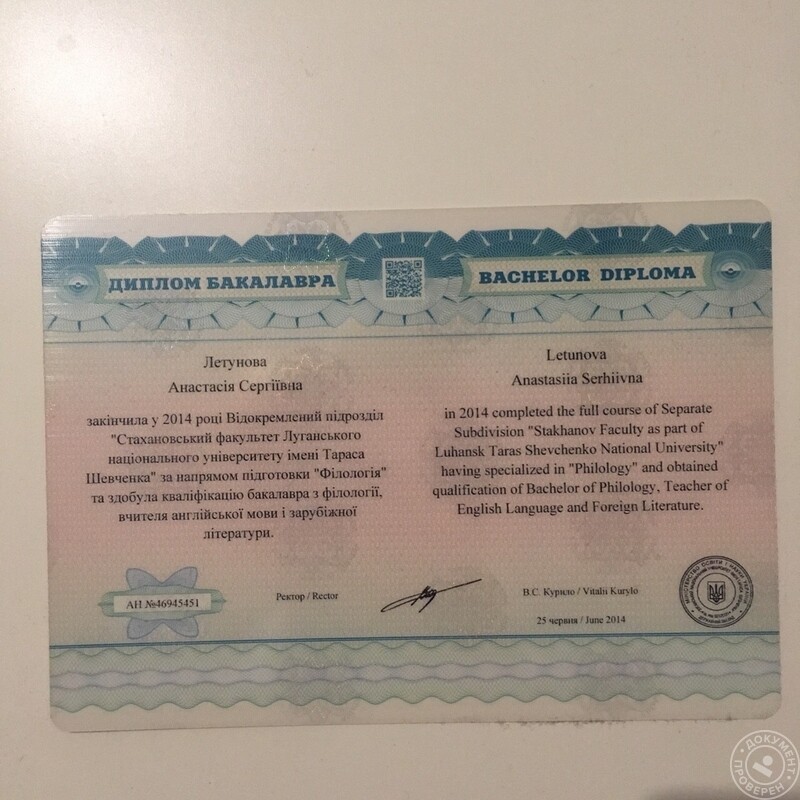 ДИПЛОМ БАКАЛАВРА
Летунова
Анастасія Сергіївна
закінчила у 2014 році Відокремлений підрозділ
"Стахановський факультет Луганського
національного університету імені Тараса
Шевченка" за напрямом підготовки "Філологія"
та здобула кваліфікацію бакалавра з філології,
вчителя англійської мови і зарубіжної
літератури.
BACHELOR DIPLOMA
Letunova
Anastasiia Serhiivna
in 2014 completed the full course of Separate
Subdivision "Stakhanov Faculty as part of
Luhansk Taras Shevchenko National University"
having specialized in "Philology" and obtained
qualification of Bachelor of Philology, Teacher of
English Language and Foreign Literature.
АН №46945451
Ректор / Rector
В.С. Курило / Vitalii Kurylo
25 червня / June 2014
МІНІСТЕРСТВО ОСВІТИ І НАУКИ УКРАЇНИ
ДОКУМЕНТ
ПРОВЕРЕН